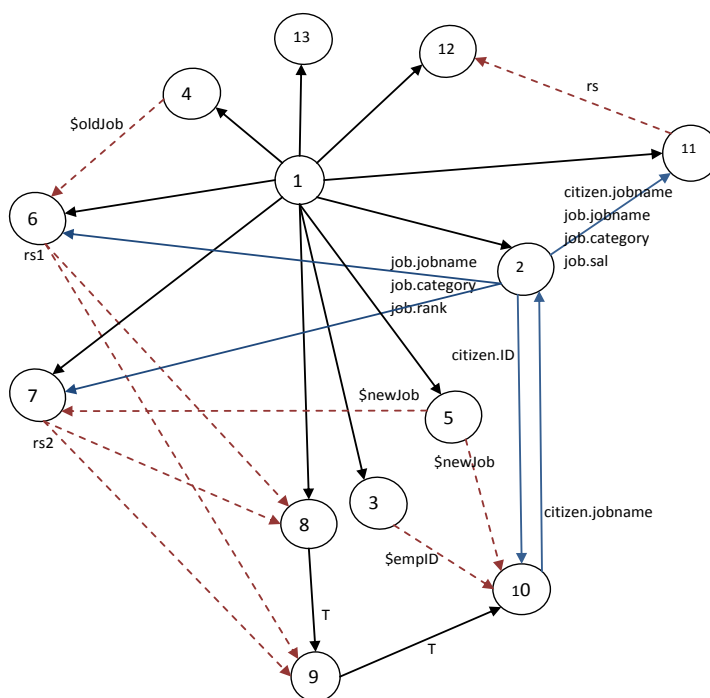 13
12
4
rs
$oldJob
11
1
citizen.jobname
6
job.jobname
rs1
job.category
job.jobname
2
job.sal
job.category
job.rank
citizen.ID
7
$newJob
5
rs2
$newJob
3
8
citizen.jobname
$empID
10
T
T
9